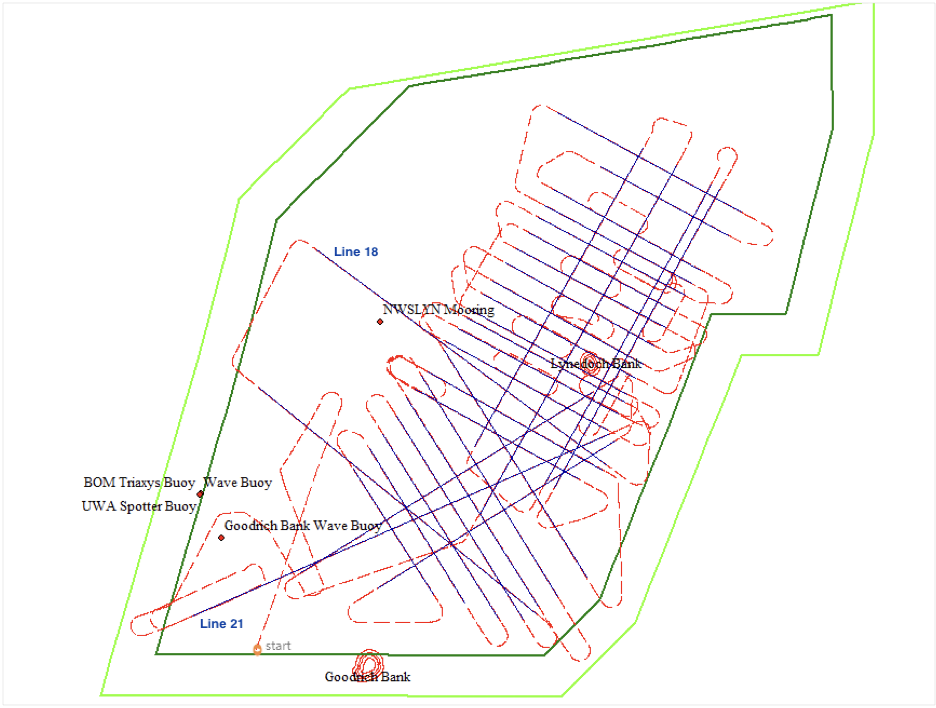 Line 18
NWSLYN Mooring
Lynedoch Bank
BOM Triaxys Buoy Wave Buoy
UWA Spotter Buoy
Goodrich Bank Wave Buoy
Line 21
start
Goodrich Bank